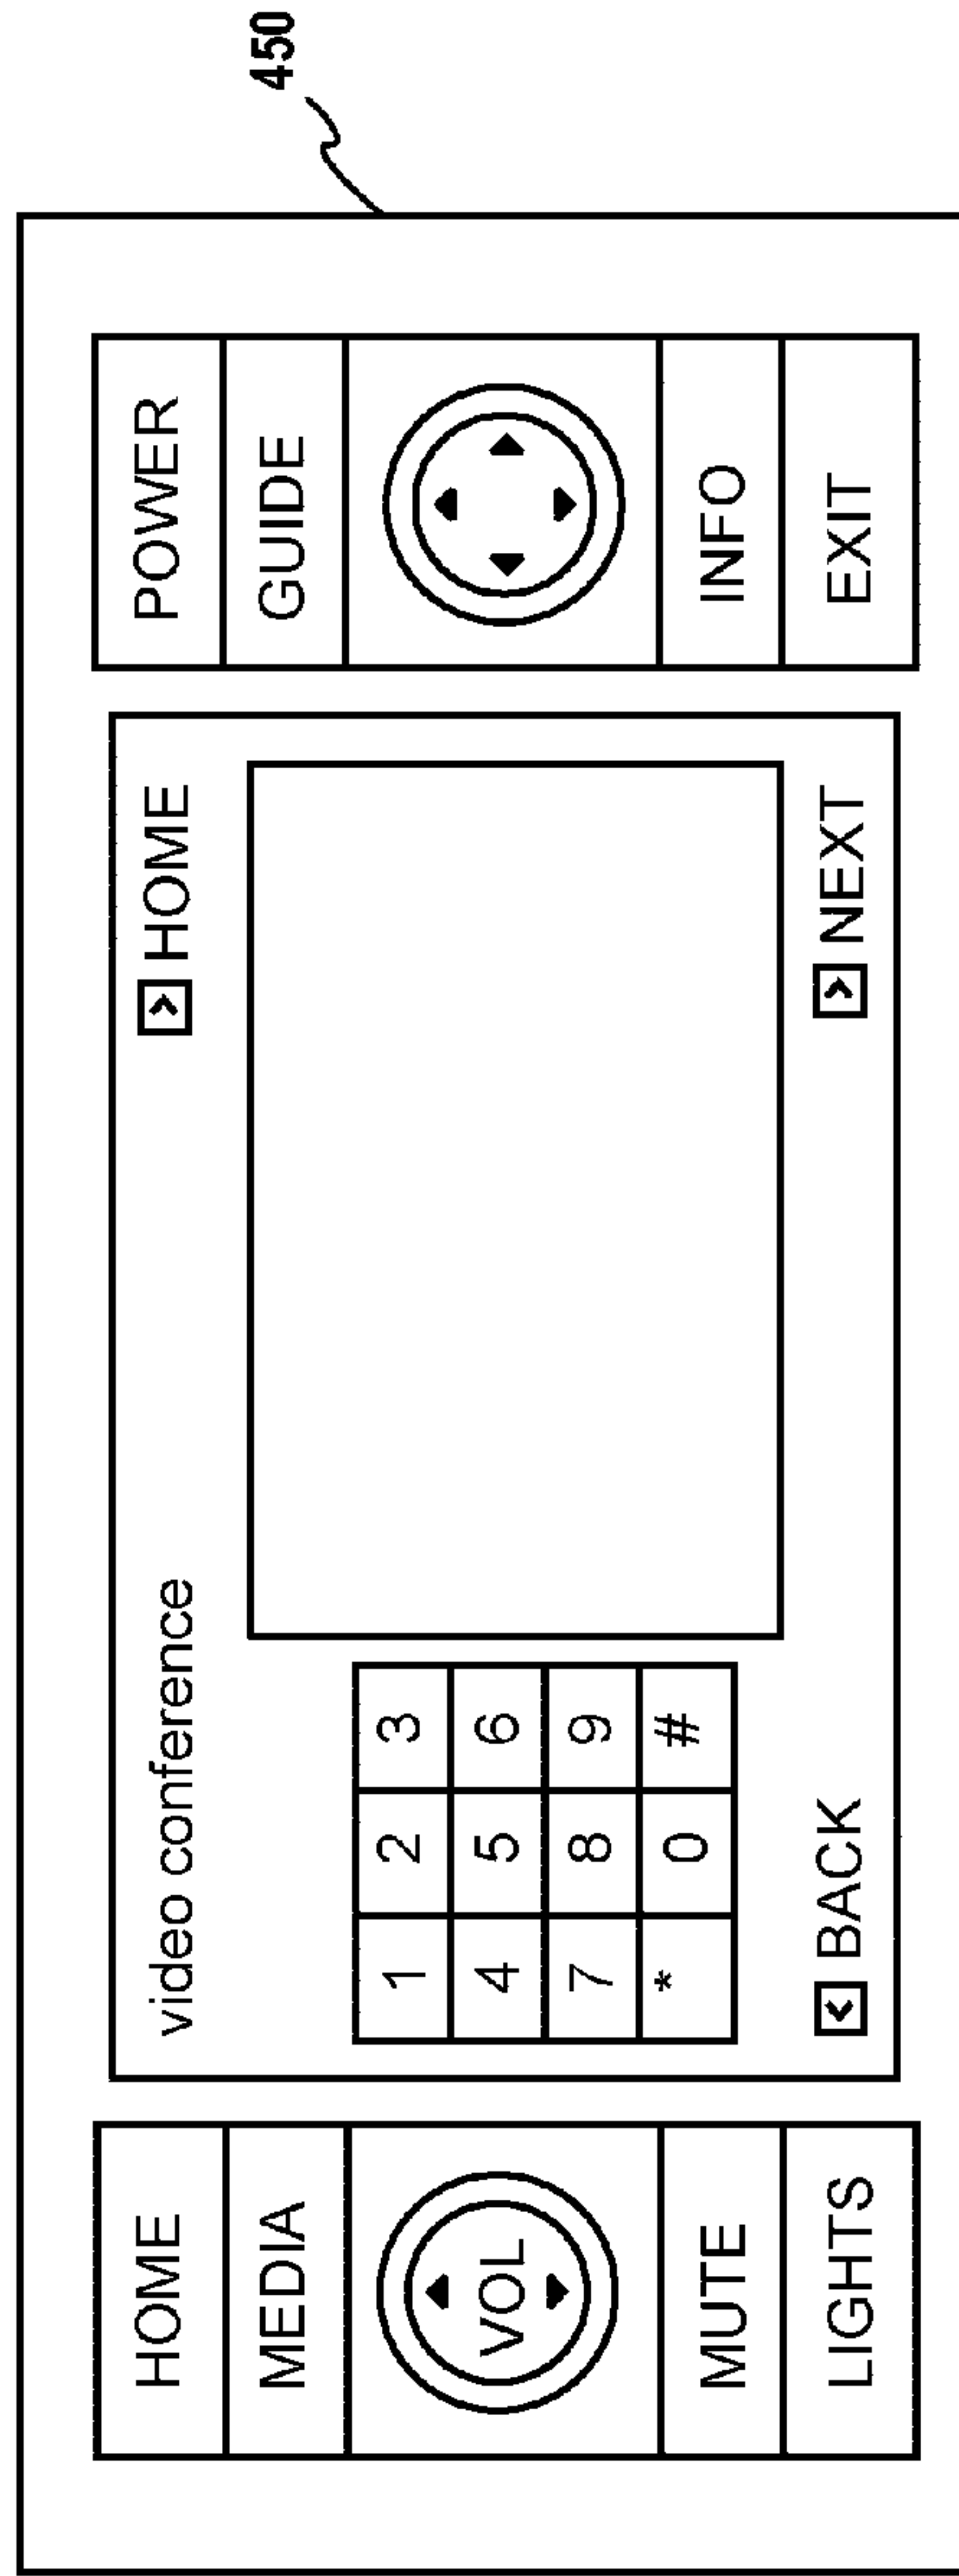 450
HOME
MEDIA
VOL
MUTE
LIGHTS
video conference
HOME
1 2 3
4 5 6
7 8 9
* 0 #
BACK
NEXT
POWER
GUIDE
INFO
EXIT